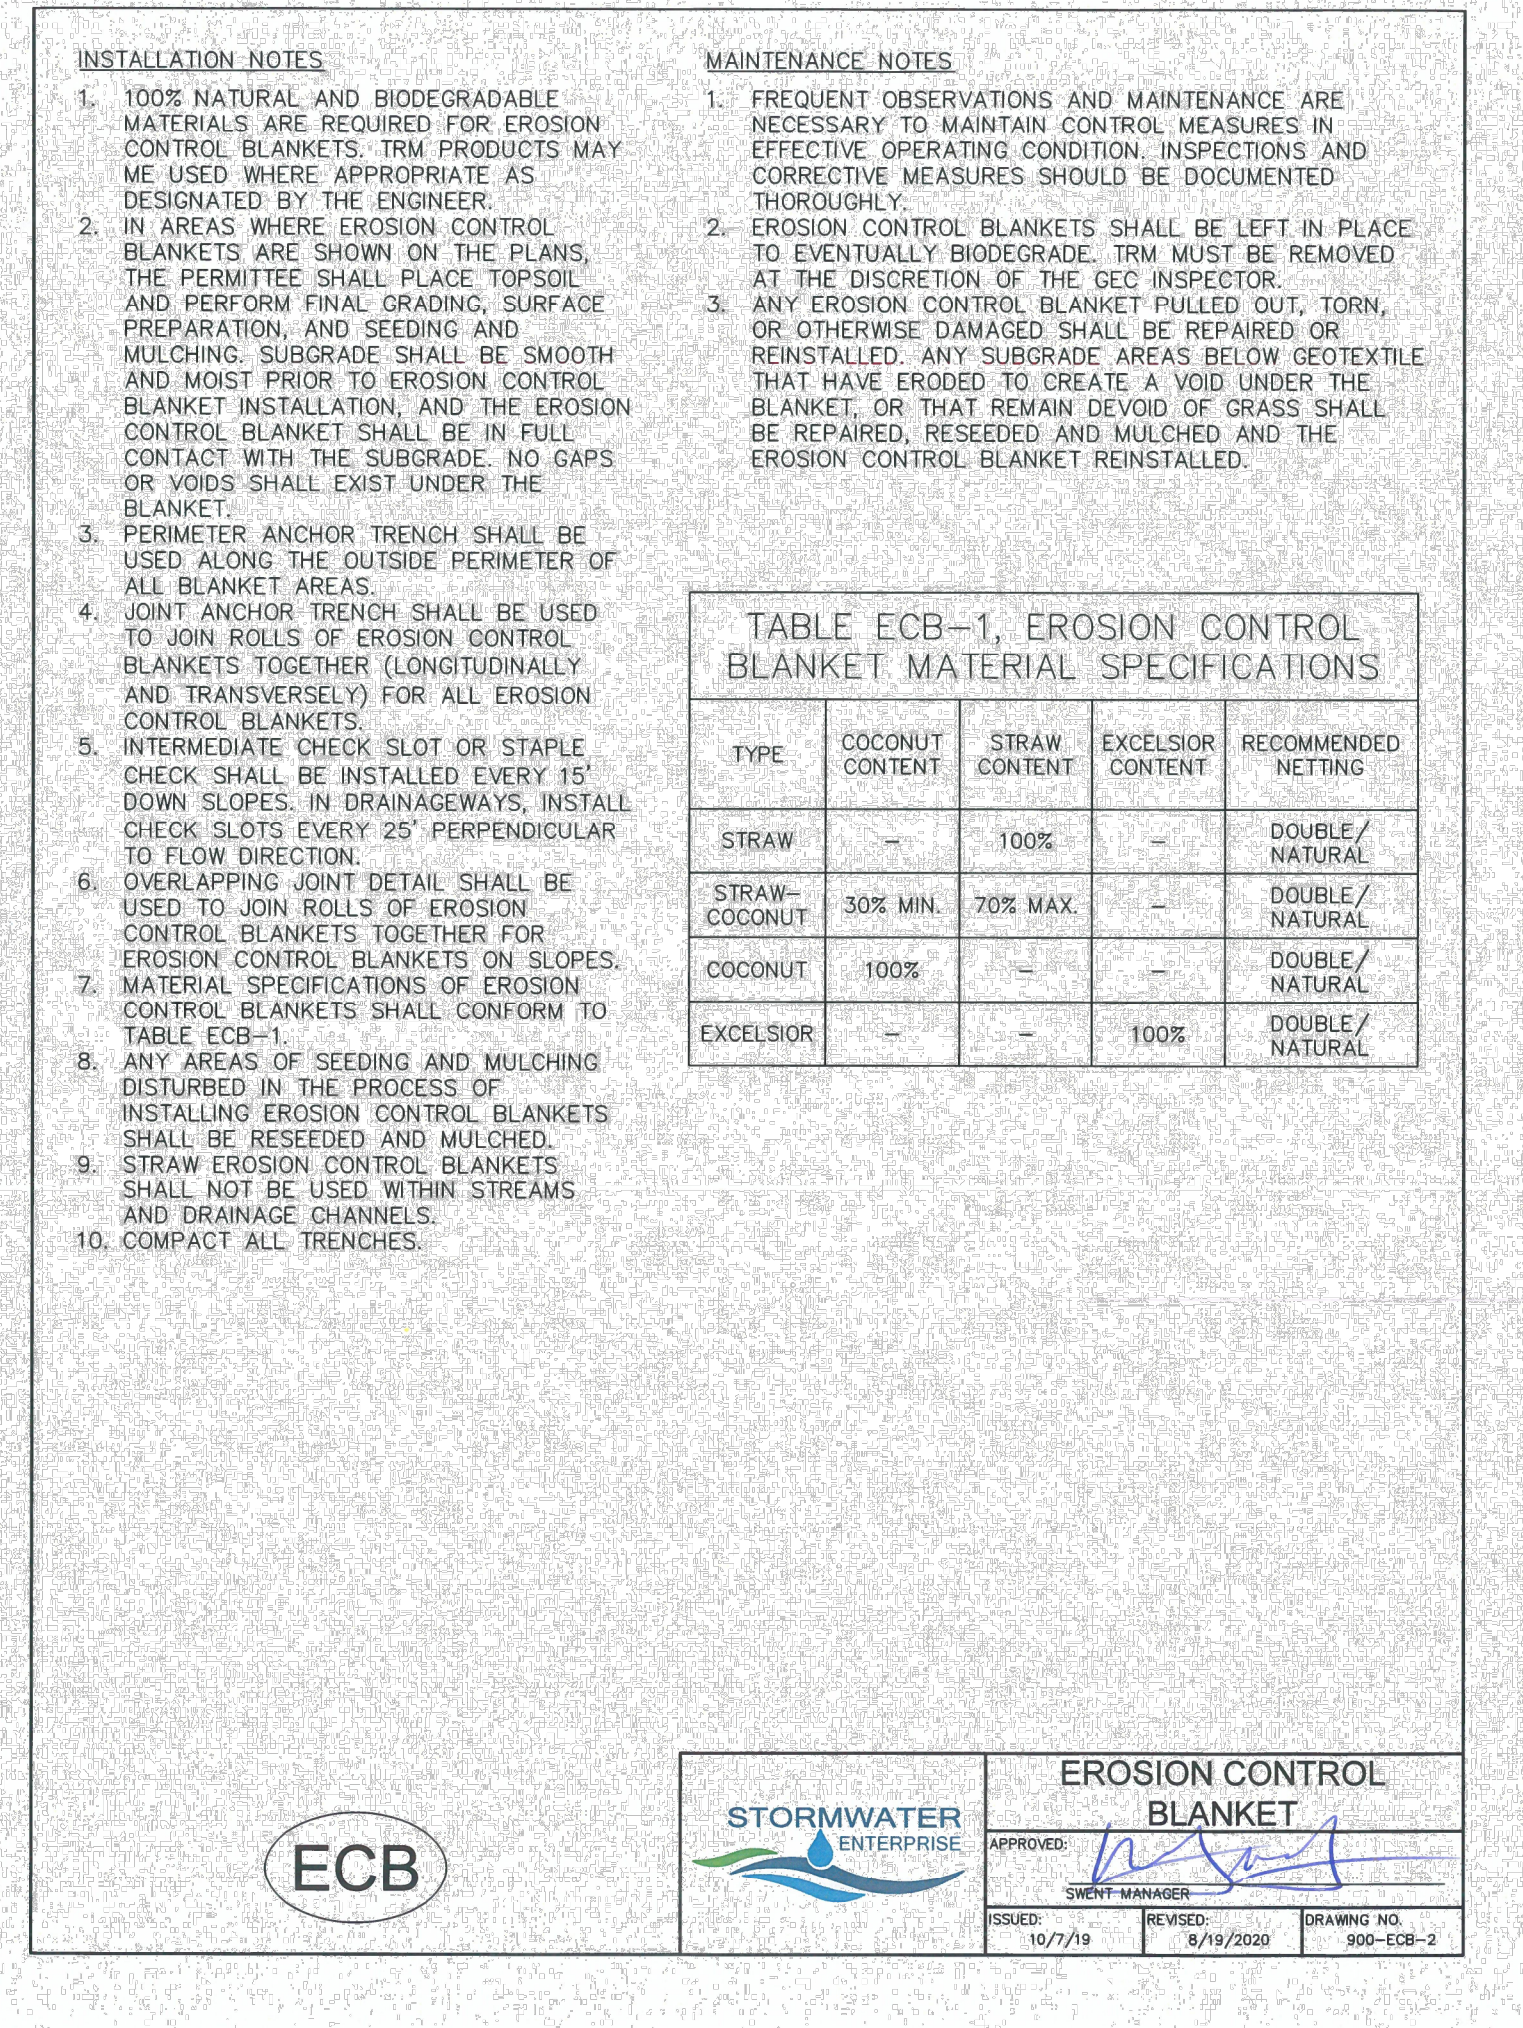 INSTALLATION NOTES
1. 100% NATURAL AND BIODEGRADABLE
MATERIALS ARE REQUIRED FOR EROSION
CONTROL BLANKETS. TRM PRODUCTS MAY
ME USED WHERE APPROPRIATE AS
DESIGNATED BY THE ENGINEER.
2. IN AREAS WHERE EROSION CONTROL
BLANKETS ARE SHOWN ON THE PLANS,
THE PERMITTEE SHALL PLACE TOPSOIL
AND PERFORM FINAL GRADING, SURFACE
PREPARATION, AND SEEDING AND
MULCHING. SUBGRADE SHALL BE SMOOTH
AND MOIST PRIOR TO EROSION CONTROL
BLANKET INSTALLATION, AND THE EROSION
CONTROL BLANKET SHALL BE IN FULL
CONTACT WITH THE SUBGRADE. NO GAPS
OR VOIDS SHALL EXIST UNDER THE
BLANKET.
3. PERIMETER ANCHOR TRENCH SHALL BE
USED ALONG THE OUTSIDE PERIMETER OF
ALL BLANKET AREAS.
4. JOINT ANCHOR TRENCH SHALL BE USED
TO JOIN ROLLS OF EROSION CONTROL
BLANKETS TOGETHER (LONGITUDINALLY
AND TRANSVERSELY) FOR ALL EROSION
CONTROL BLANKETS.
5. INTERMEDIATE CHECK SLOT OR STAPLE
CHECK SHALL BE INSTALLED EVERY 15'
DOWN SLOPES. IN DRAINAGEWAYS, INSTALL
CHECK SLOTS EVERY 25' PERPENDICULAR
TO FLOW DIRECTION.
6. OVERLAPPING JOINT DETAIL SHALL BE
USED TO JOIN ROLLS OF EROSION
CONTROL BLANKETS TOGETHER FOR
EROSION CONTROL BLANKETS ON SLOPES.
7. MATERIAL SPECIFICATIONS OF EROSION
CONTROL BLANKETS SHALL CONFORM TO
TABLE ECB-1.
8. ANY AREAS OF SEEDING AND MULCHING
DISTURBED IN THE PROCESS OF
INSTALLING EROSION CONTROL BLANKETS
SHALL BE RESEEDED AND MULCHED.
9. STRAW EROSION CONTROL BLANKETS
SHALL NOT BE USED WITHIN STREAMS
AND DRAINAGE CHANNELS.
10. COMPACT ALL TRENCHES.
MAINTENANCE NOTES
1. FREQUENT OBSERVATIONS AND MAINTENANCE ARE
NECESSARY TO MAINTAIN CONTROL MEASURES IN
EFFECTIVE OPERATING CONDITION. INSPECTIONS AND
CORRECTIVE MEASURES SHOULD BE DOCUMENTED
THOROUGHLY.
2. EROSION CONTROL BLANKETS SHALL BE LEFT IN PLACE
TO EVENTUALLY BIODEGRADE. TRM MUST BE REMOVED
AT THE DISCRETION OF THE GEC INSPECTOR.
3. ANY EROSION CONTROL BLANKET PULLED OUT, TORN,
OR OTHERWISE DAMAGED SHALL BE REPAIRED OR
REINSTALLED. ANY SUBGRADE AREAS BELOW GEOTEXTILE
THAT HAVE ERODED TO CREATE A VOID UNDER THE
BLANKET, OR THAT REMAIN DEVOID OF GRASS SHALL
BE REPAIRED, RESEEDED AND MULCHED AND THE
EROSION CONTROL BLANKET REINSTALLED.
TABLE ECB-1, EROSION CONTROL
BLANKET MATERIAL SPECIFICATIONS
TYPE COCONUT CONTENT STRAW CONTENT EXCELSIOR CONTENT RECOMMENDED NETTING
STRAW - 100% - DOUBLE/ NATURAL
STRAW- COCONUT 30% MIN. 70% MAX. - DOUBLE/ NATURAL
COCONUT 100% - - DOUBLE/ NATURAL
EXCELSIOR - - 100% DOUBLE/ NATURAL
ECB
STORMWATER
ENTERPRISE
EROSION CONTROL
BLANKET
APPROVED:
SWENT MANAGER
ISSUED: REVISED: DRAWING NO.
10/7/19 8/19/2020 900-ECB-2